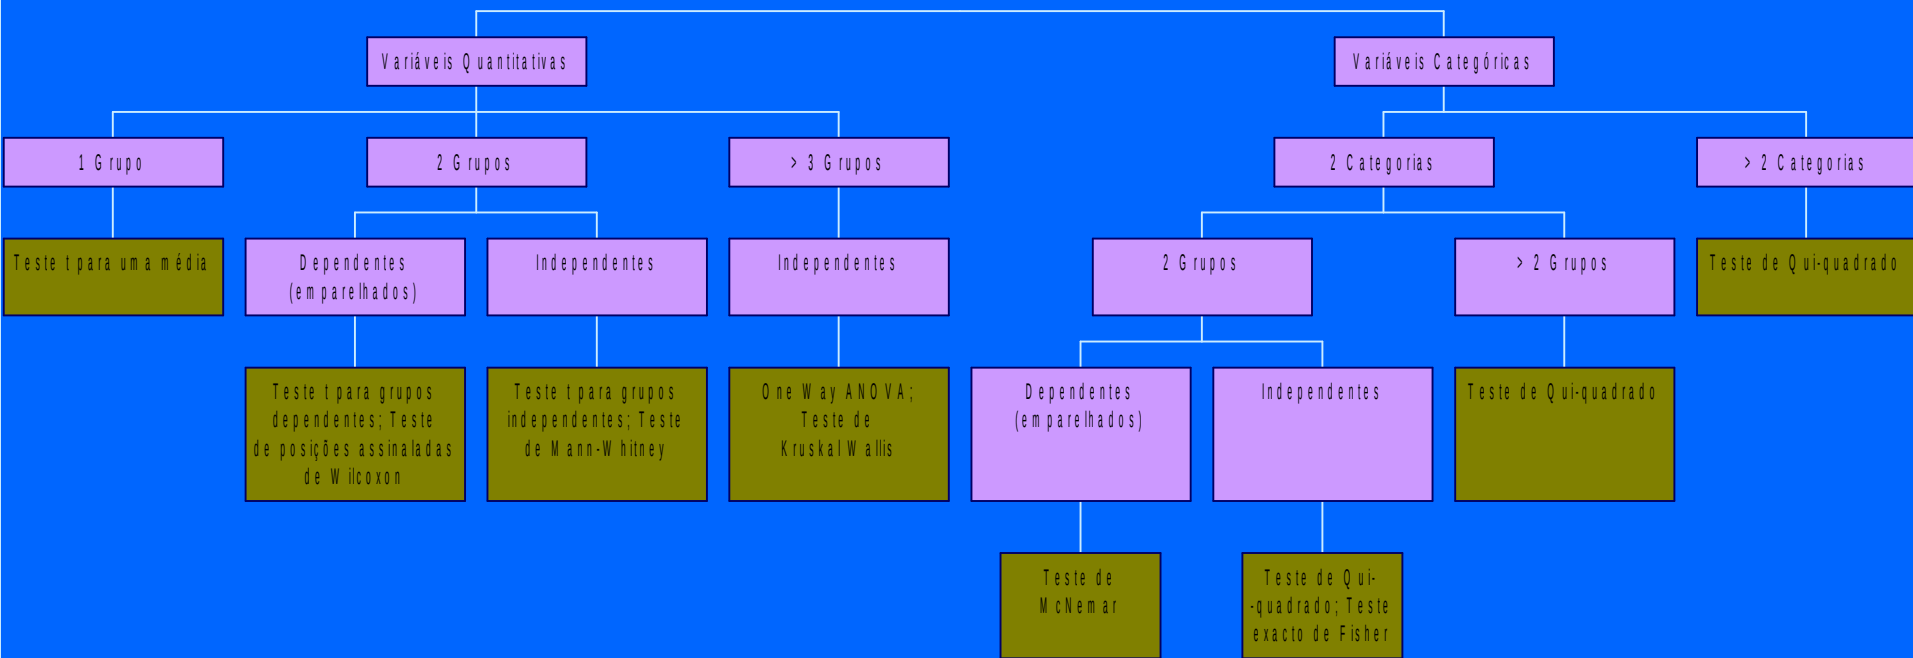 Variáveis Quantitativas
Variáveis Categóricas
1 Grupo
2 Grupos
> 3 Grupos
2 Categorias
> 2 Categorias
Teste t para uma média
Dependentes
(emparelhados)
Independentes
Independentes
2 Grupos
> 2 Grupos
Teste de Qui-quadrado
Teste t para grupos
dependentes; Teste
de posições assinaladas
de Wilcoxon
Teste t para grupos
independentes; Teste
de Mann-Whitney
One Way ANOVA;
Teste de
Kruskal Wallis
Dependentes
(emparelhados)
Independentes
Teste de Qui-quadrado
Teste de
McNemar
Teste de Qui-
-quadrado; Teste
exacto de Fisher